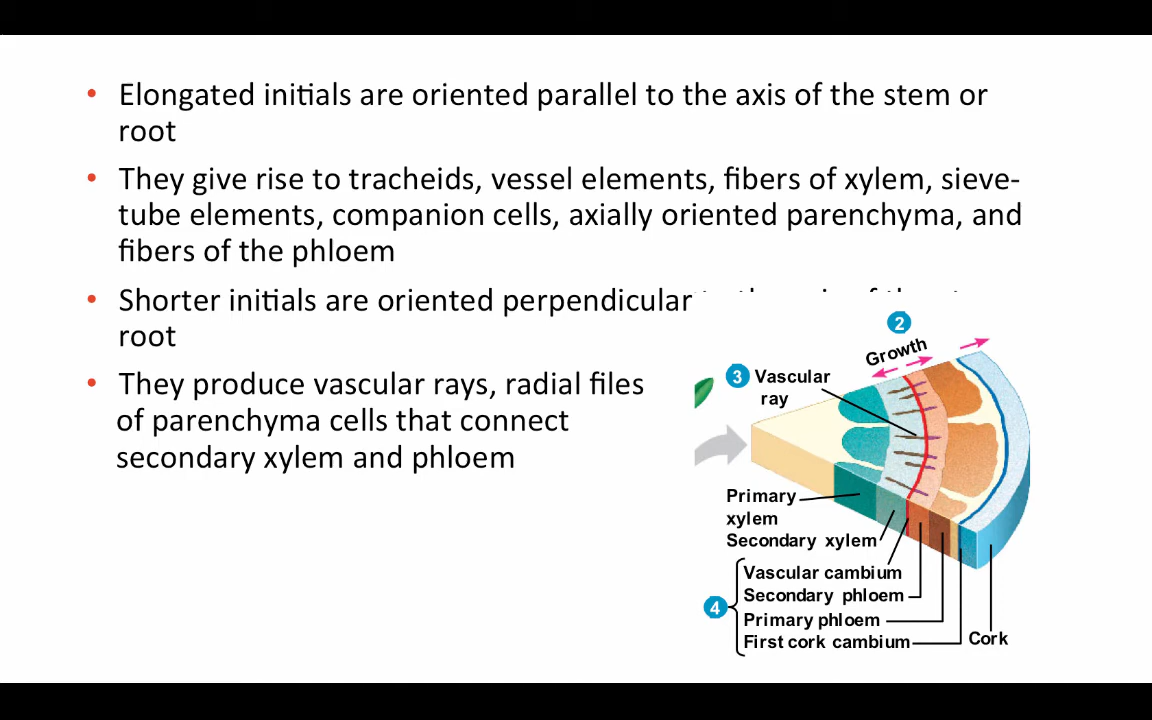 • Elongated initials are oriented parallel to the axis of the stem or
root
• They give rise to tracheids, vessel elements, fibers of xylem, sieve-
tube elements, companion cells, axially oriented parenchyma, and
fibers of the phloem
• Shorter initials are oriented perpendicular
root
• They produce vascular rays, radial files
of parenchyma cells that connect
secondary xylem and phloem
2
Growth
3 Vascular
ray
Primary
xylem
Secondary xylem
Vascular cambium
Secondary phloem
4
Primary phloem
First cork cambium
Cork